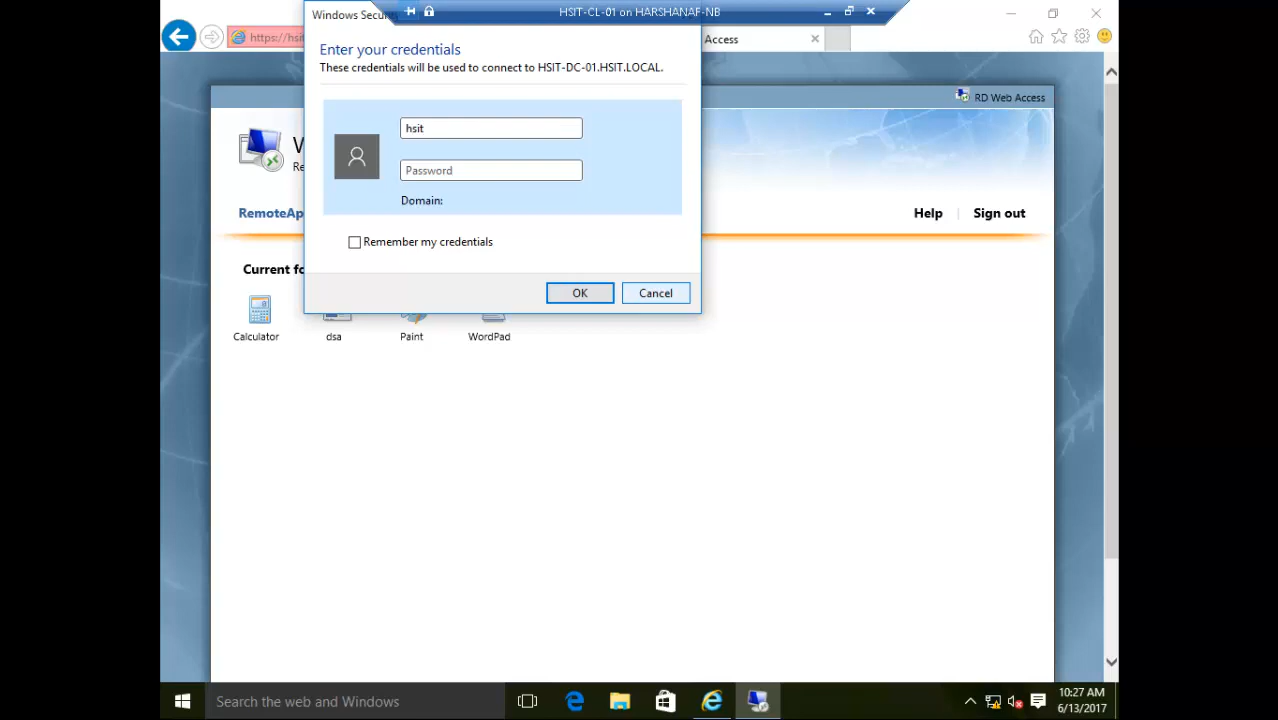 Windows Secur
HSIT-CL-01 on HARSHANAF-NB
https://hsit
Access
Enter your credentials
These credentials will be used to connect to HSIT-DC-01.HSIT.LOCAL.
RD Web Access
hsit
W
Re
Password
Domain:
RemoteAp
Help
Sign out
Remember my credentials
Current fo
OK
Cancel
Calculator
dsa
Paint
WordPad
Search the web and Windows
10:27 AM
6/13/2017